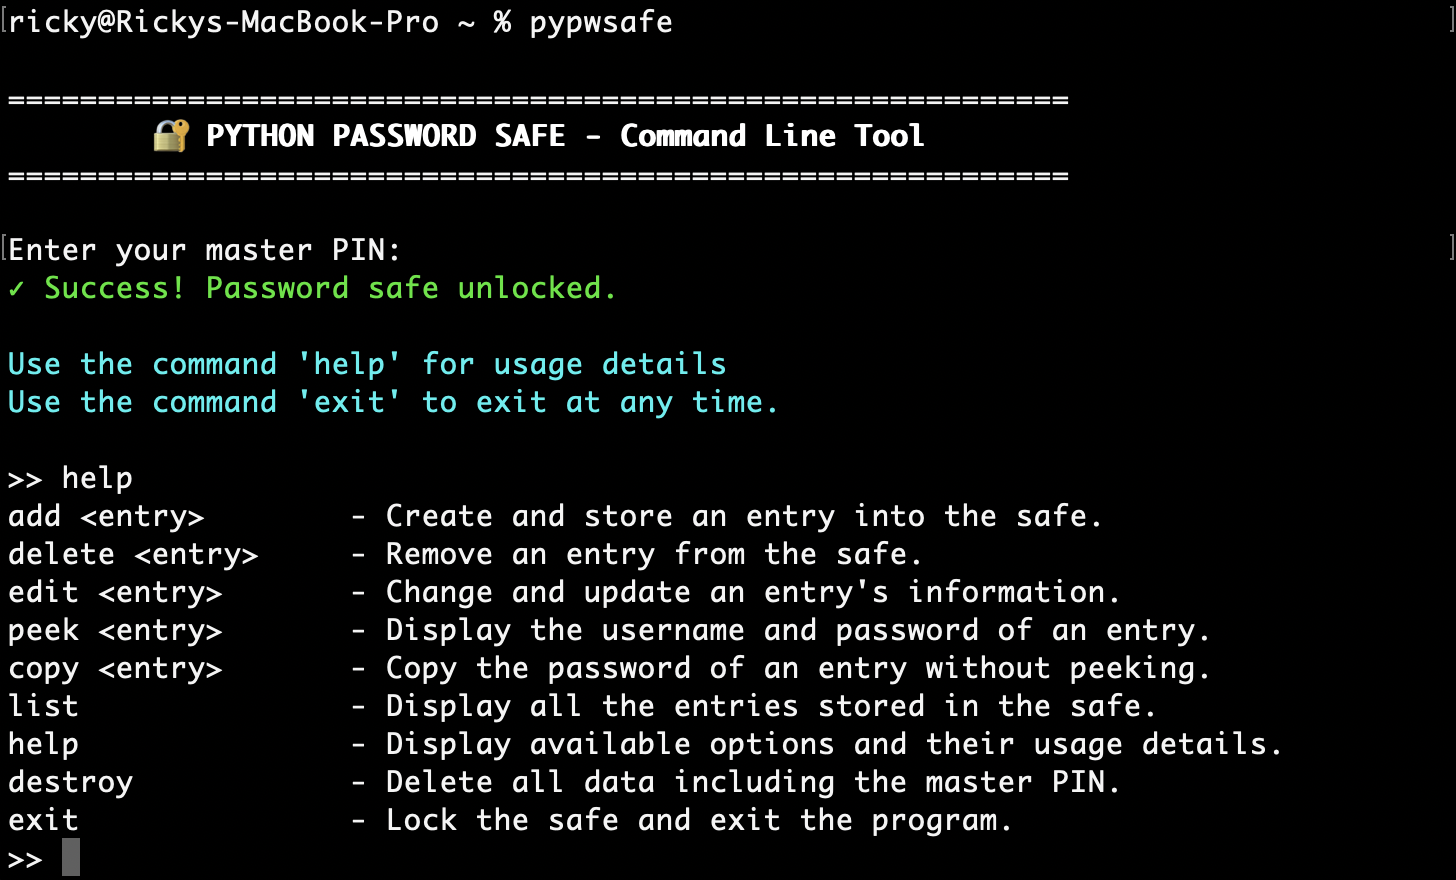 ricky@Rickys-MacBook-Pro ~ % pypwsafe
===========================================================
🔐 PYTHON PASSWORD SAFE - Command Line Tool
===========================================================
Enter your master PIN:
✓ Success! Password safe unlocked.
Use the command 'help' for usage details
Use the command 'exit' to exit at any time.
>> help
add <entry>        - Create and store an entry into the safe.
delete <entry>     - Remove an entry from the safe.
edit <entry>       - Change and update an entry's information.
peek <entry>       - Display the username and password of an entry.
copy <entry>       - Copy the password of an entry without peeking.
list               - Display all the entries stored in the safe.
help               - Display available options and their usage details.
destroy            - Delete all data including the master PIN.
exit               - Lock the safe and exit the program.
>>